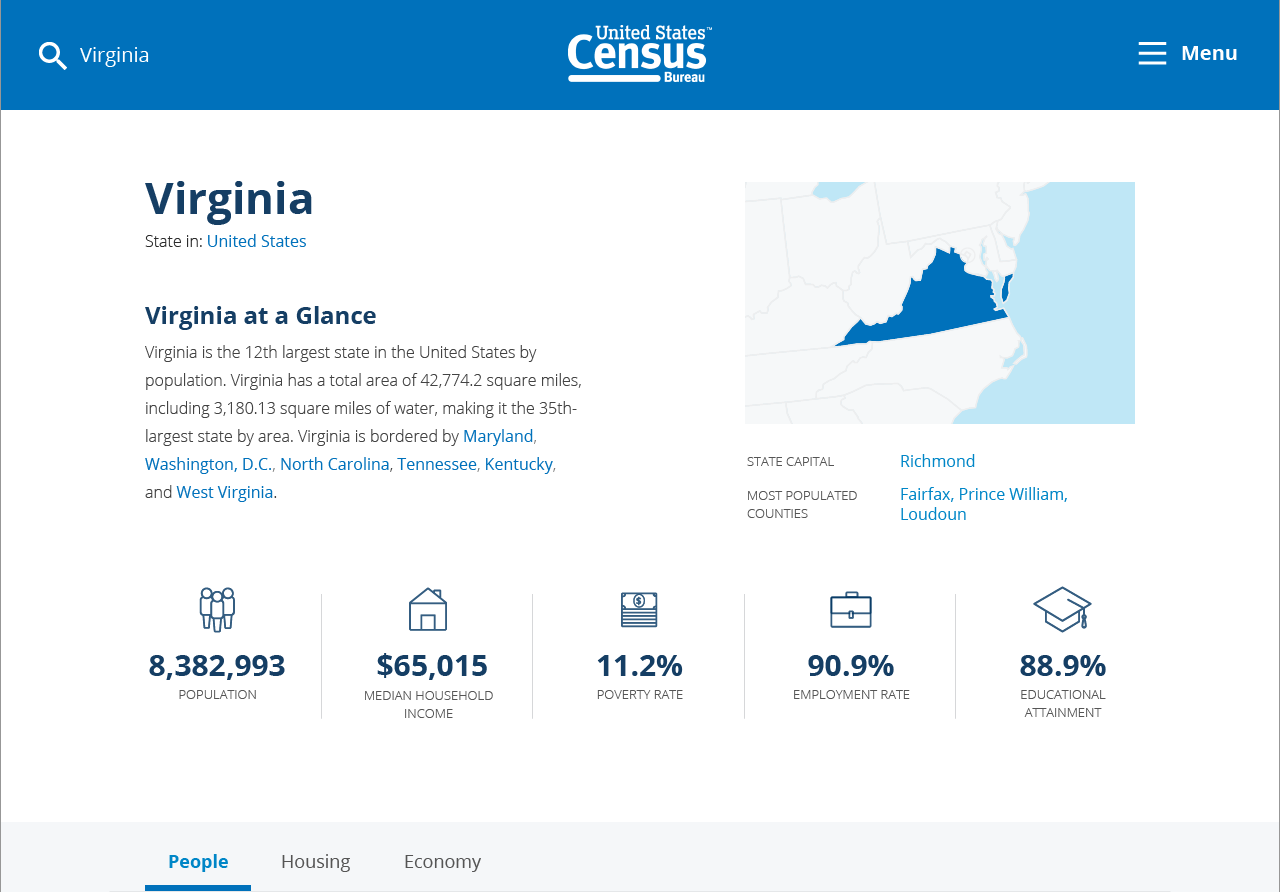 Virginia
United States™
Census
Bureau
Menu
Virginia
State in: United States
Virginia at a Glance
Virginia is the 12th largest state in the United States by
population. Virginia has a total area of 42,774.2 square miles,
including 3,180.13 square miles of water, making it the 35th-
largest state by area. Virginia is bordered by Maryland,
Washington, D.C., North Carolina, Tennessee, Kentucky,
and West Virginia.
STATE CAPITAL Richmond
MOST POPULATED Fairfax, Prince William,
COUNTIES Loudoun
$
8,382,993 $65,015 11.2% 90.9% 88.9%
POPULATION MEDIAN HOUSEHOLD POVERTY RATE EMPLOYMENT RATE EDUCATIONAL
INCOME ATTAINMENT
People Housing Economy